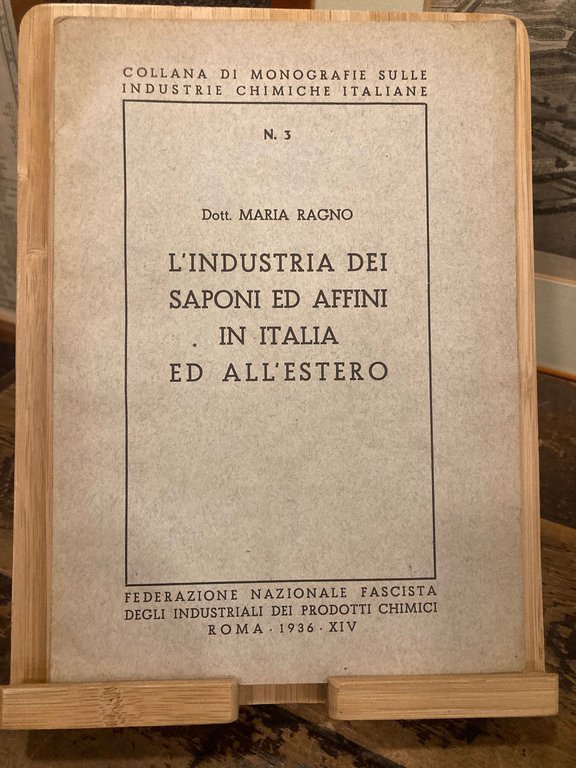 COLLANA DI MONOGRAFIE SULLE
INDUSTRIE CHIMICHE ITALIANE
N. 3
Dott. MARIA RAGNO
L'INDUSTRIA DEI
SAPONI ED AFFINI
IN ITALIA
ED ALL'ESTERO
FEDERAZIONE NAZIONALE FASCISTA
DEGLI INDUSTRIALI DEI PRODOTTI CHIMICI
ROMA · 1936 · XIV